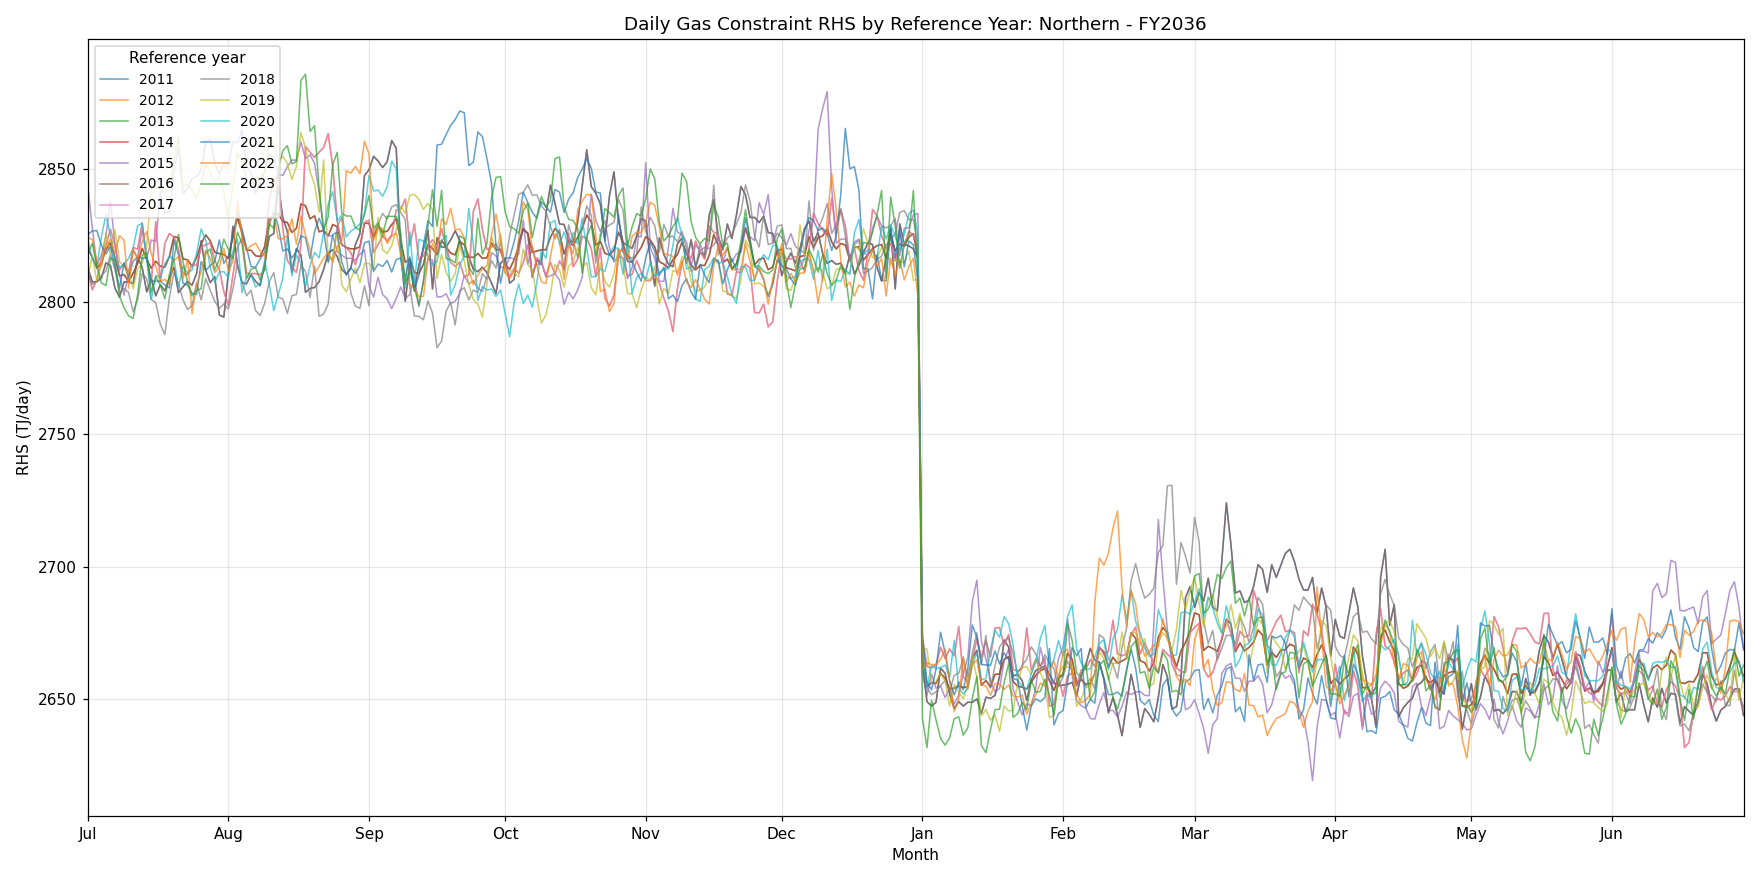 Daily Gas Constraint RHS by Reference Year: Northern - FY2036
Reference year
2011 2018
2012 2019
2013 2020
2014 2021
2015 2022
2016 2023
2017
RHS (TJ/day)
2850
2800
2750
2700
2650
Jul Aug Sep Oct Nov Dec Jan Feb Mar Apr May Jun
Month